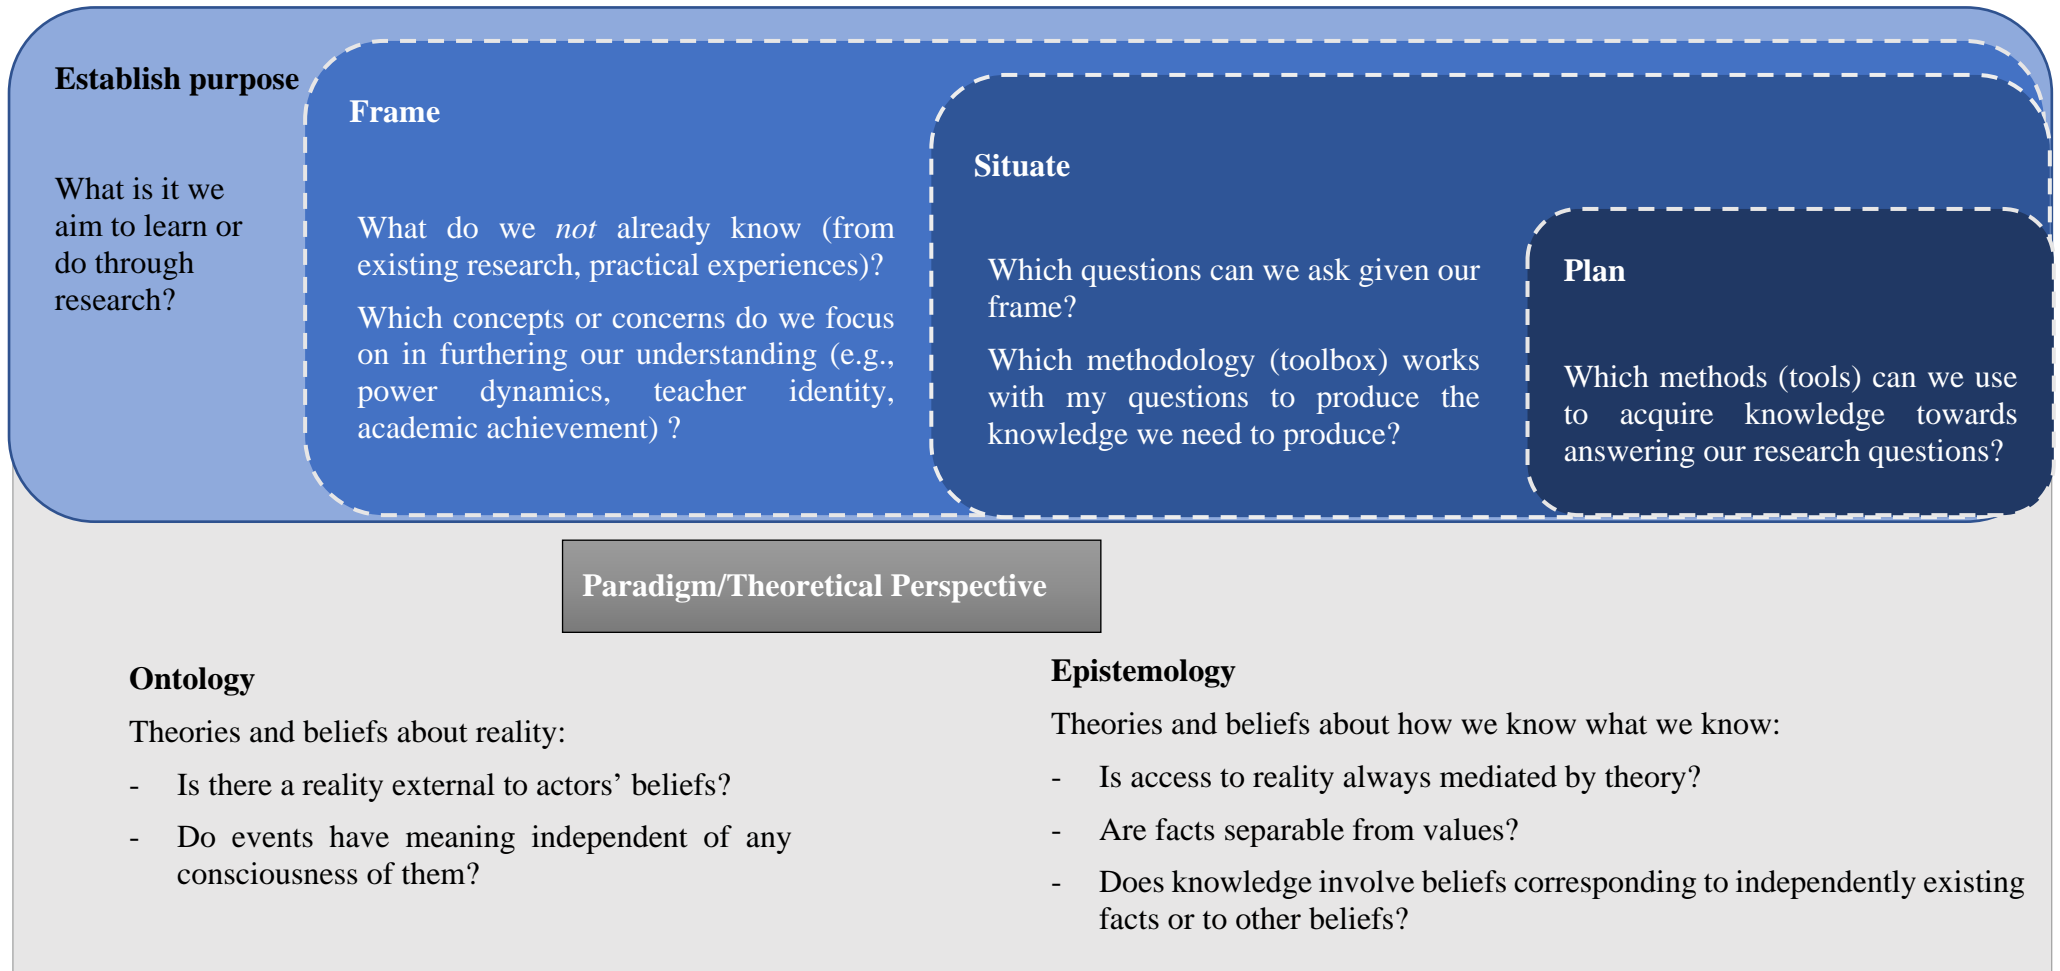 Establish purpose
What is it we
aim to learn or
do through
research?
Frame
What do we not already know (from
existing research, practical experiences)?
Which concepts or concerns do we focus
on in furthering our understanding (e.g.,
power dynamics, teacher identity,
academic achievement) ?
Situate
Which questions can we ask given our
frame?
Which methodology (toolbox) works
with my questions to produce the
knowledge we need to produce?
Plan
Which methods (tools) can we use
to acquire knowledge towards
answering our research questions?
Paradigm/Theoretical Perspective
Ontology
Theories and beliefs about reality:
- Is there a reality external to actors’ beliefs?
- Do events have meaning independent of any
consciousness of them?
Epistemology
Theories and beliefs about how we know what we know:
- Is access to reality always mediated by theory?
- Are facts separable from values?
- Does knowledge involve beliefs corresponding to independently existing
facts or to other beliefs?